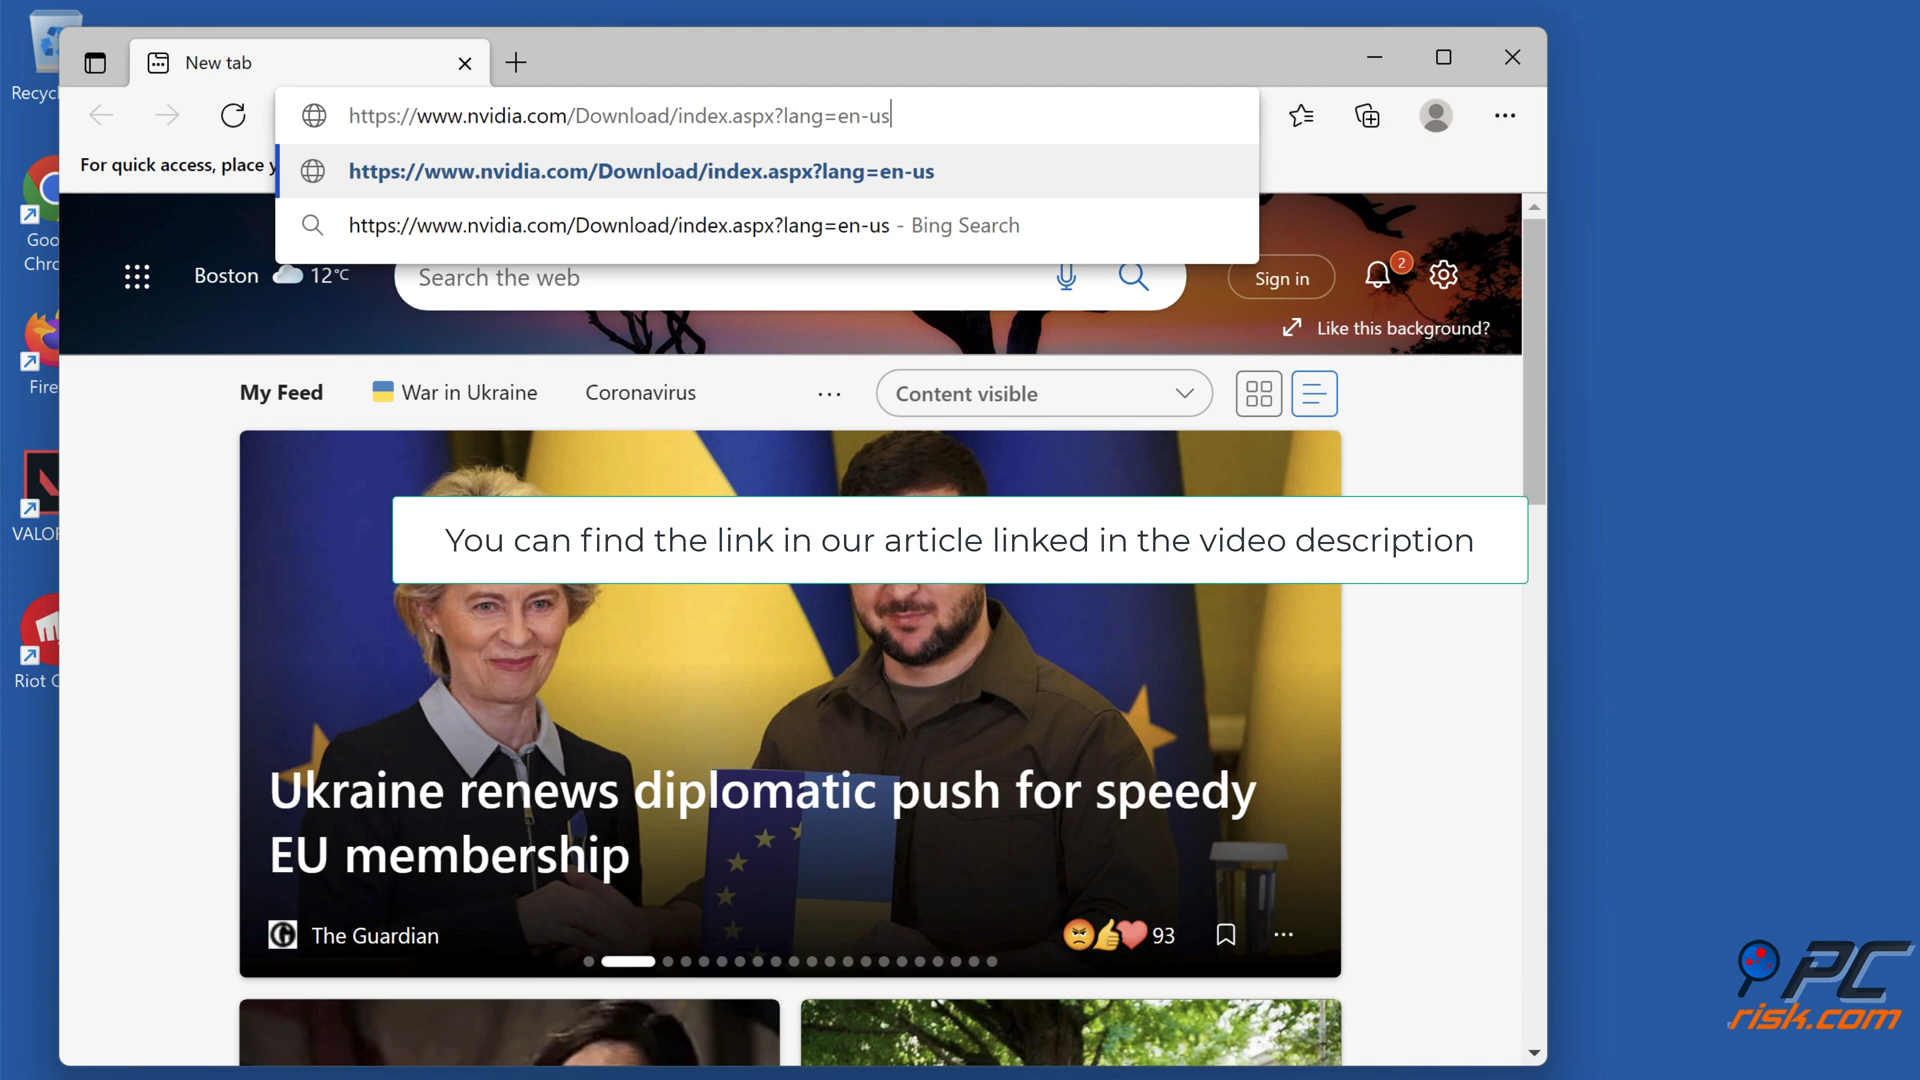 New tab
https://www.nvidia.com/Download/index.aspx?lang=en-us
https://www.nvidia.com/Download/index.aspx?lang=en-us
https://www.nvidia.com/Download/index.aspx?lang=en-us - Bing Search
For quick access, place y
Recycl
Goo
Chro
Fire
VALOR
Riot C
Boston
12°C
Search the web
Sign in
2
Like this background?
My Feed
War in Ukraine
Coronavirus
Content visible
You can find the link in our article linked in the video description
Ukraine renews diplomatic push for speedy
EU membership
The Guardian
93
PC
risk.com